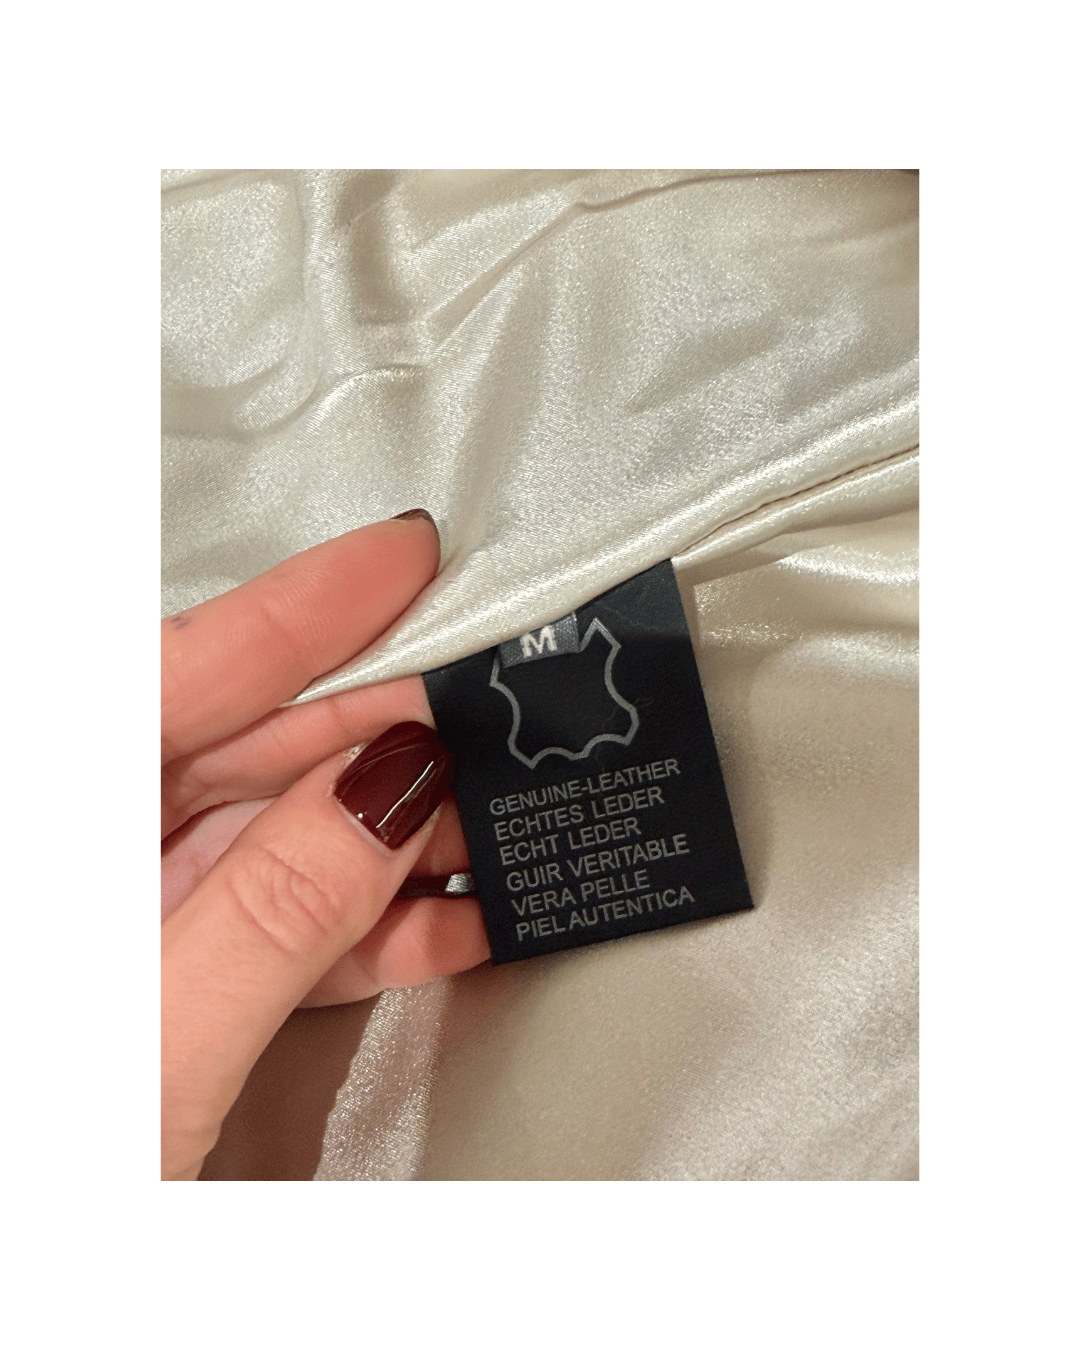 M
GENUINE-LEATHER
ECHTES LEDER
ECHT LEDER
GUIR VERITABLE
VERA PELLE
PIEL AUTENTICA